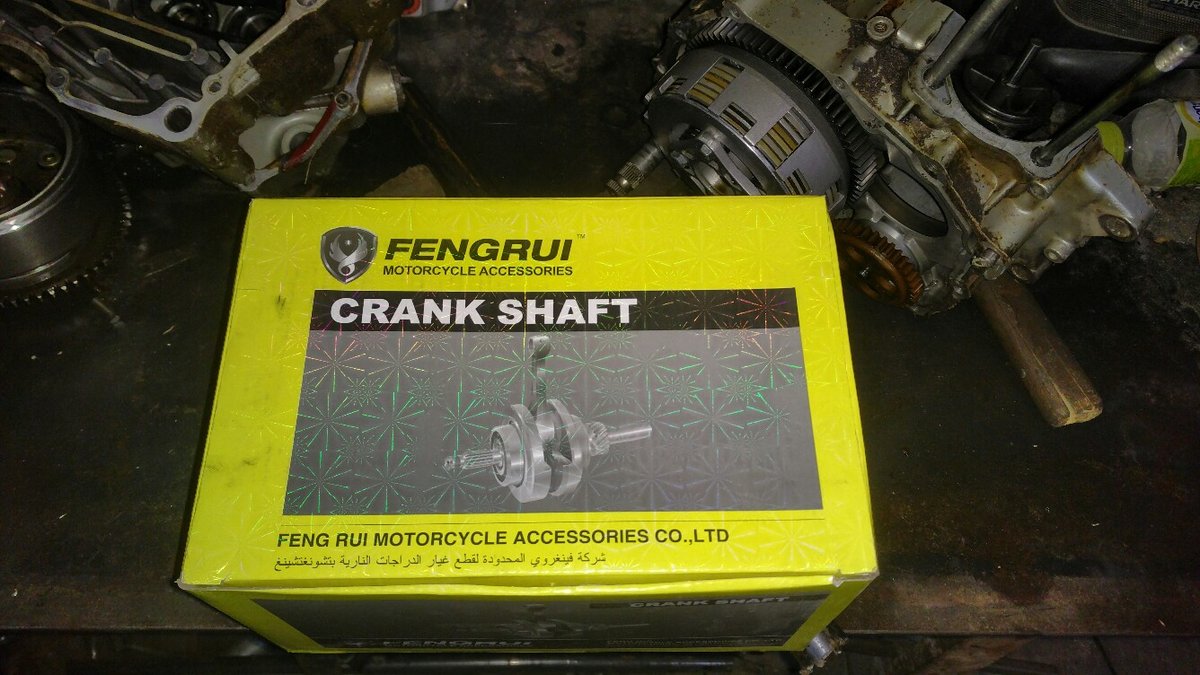 FENGRUI™
MOTORCYCLE ACCESSORIES
CRANK SHAFT
FENG RUI MOTORCYCLE ACCESSORIES CO.,LTD
شركة فينغروي المحدودة لقطع غيار الدراجات النارية بتشونغتشينغ
CRANK SHAFT
FENGRUI